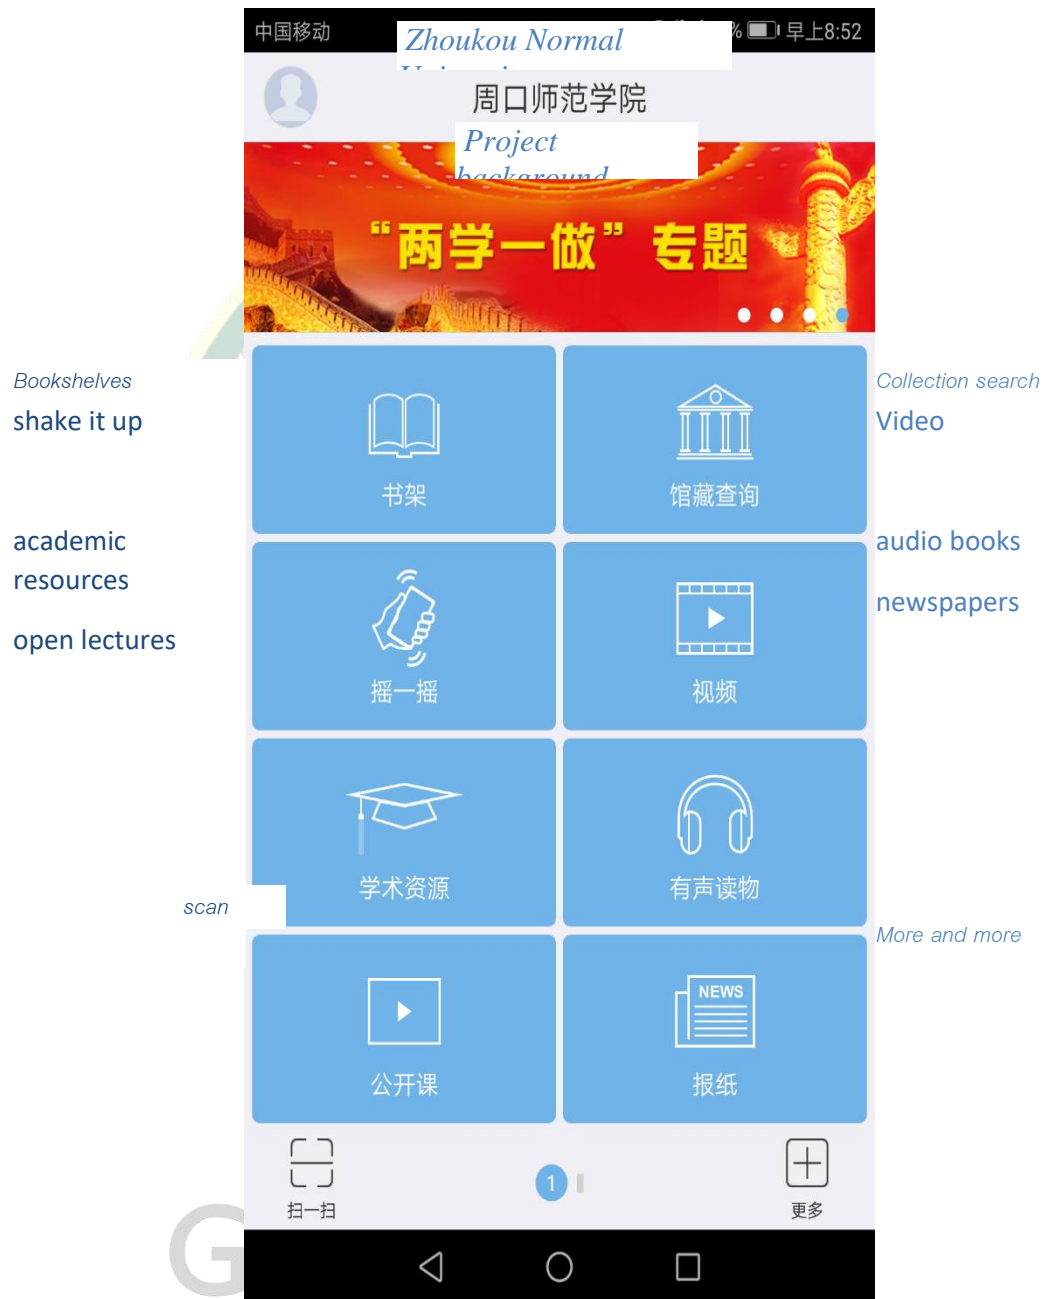 中国移动
% 早上8:52
Zhoukou Normal
周口师范学院
Project
background
“两学一做”专题
Bookshelves
shake it up
academic
resources
open lectures
scan
书架
馆藏查询
摇一摇
视频
学术资源
有声读物
NEWS
公开课
报纸
Collection search
Video
audio books
newspapers
More and more
扫一扫
1
更多
G